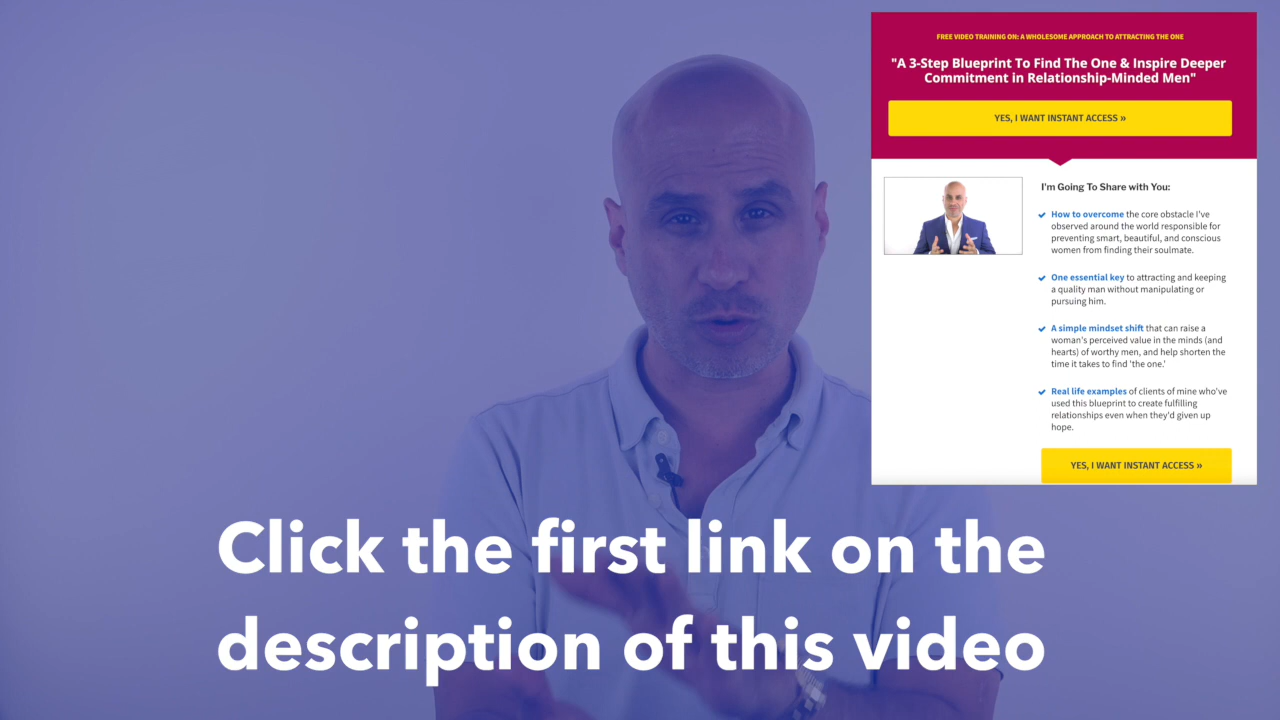 FREE VIDEO TRAINING ON: A WHOLESOME APPROACH TO ATTRACTING THE ONE
"A 3-Step Blueprint To Find The One & Inspire Deeper
Commitment in Relationship-Minded Men"
YES, I WANT INSTANT ACCESS »
I'm Going To Share with You:
How to overcome the core obstacle I've
observed around the world responsible for
preventing smart, beautiful, and conscious
women from finding their soulmate.
One essential key to attracting and keeping
a quality man without manipulating or
pursuing him.
A simple mindset shift that can raise a
woman's perceived value in the minds (and
hearts) of worthy men, and help shorten the
time it takes to find 'the one.'
Real life examples of clients of mine who've
used this blueprint to create fulfilling
relationships even when they'd given up
hope.
YES, I WANT INSTANT ACCESS »
Click the first link on the
description of this video